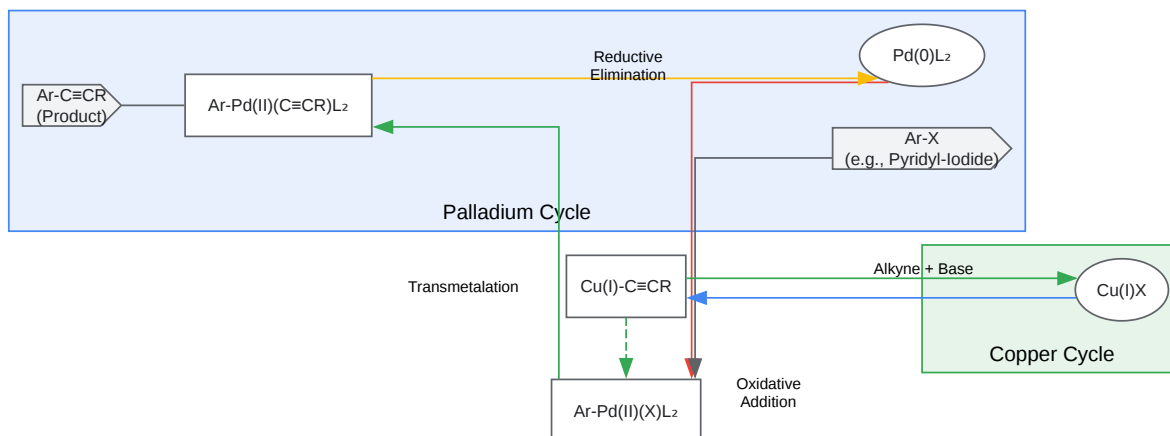 Reductive
Elimination
Pd(0)L₂
Ar-C≡CR
(Product)
Ar-Pd(II)(C≡CR)L₂
Ar-X
(e.g., Pyridyl-Iodide)
Palladium Cycle
Transmetalation
Cu(I)-C≡CR
Alkyne + Base
Cu(I)X
Copper Cycle
Oxidative
Addition
Ar-Pd(II)(X)L₂